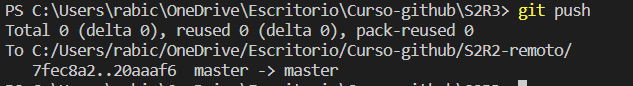 PS C:\Users\rabic\OneDrive\Escritorio\Curso-github\S2R3> git push
Total 0 (delta 0), reused 0 (delta 0), pack-reused 0
To C:/Users/rabic/OneDrive/Escritorio/Curso-github/S2R2-remoto/
   7fec8a2..20aaaf6  master -> master